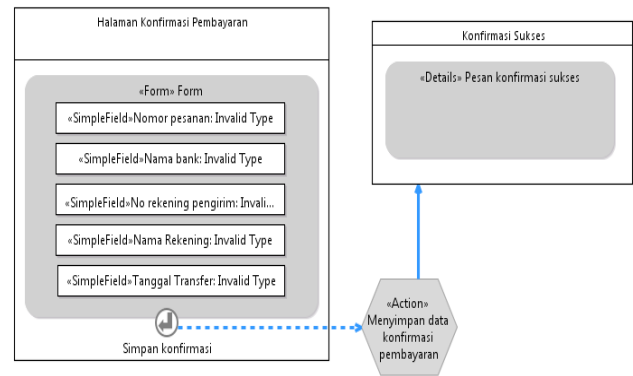 Halaman Konfirmasi Pembayaran
«Form» Form
«SimpleField»Nomor pesanan: Invalid Type
«SimpleField»Nama bank: Invalid Type
«SimpleField»No rekening pengirim: Invali...
«SimpleField»Nama Rekening: Invalid Type
«SimpleField»Tanggal Transfer: Invalid Type
Simpan konfirmasi
Konfirmasi Sukses
«Details» Pesan konfirmasi sukses
«Action»
Menyimpan data
konfirmasi
pembayaran